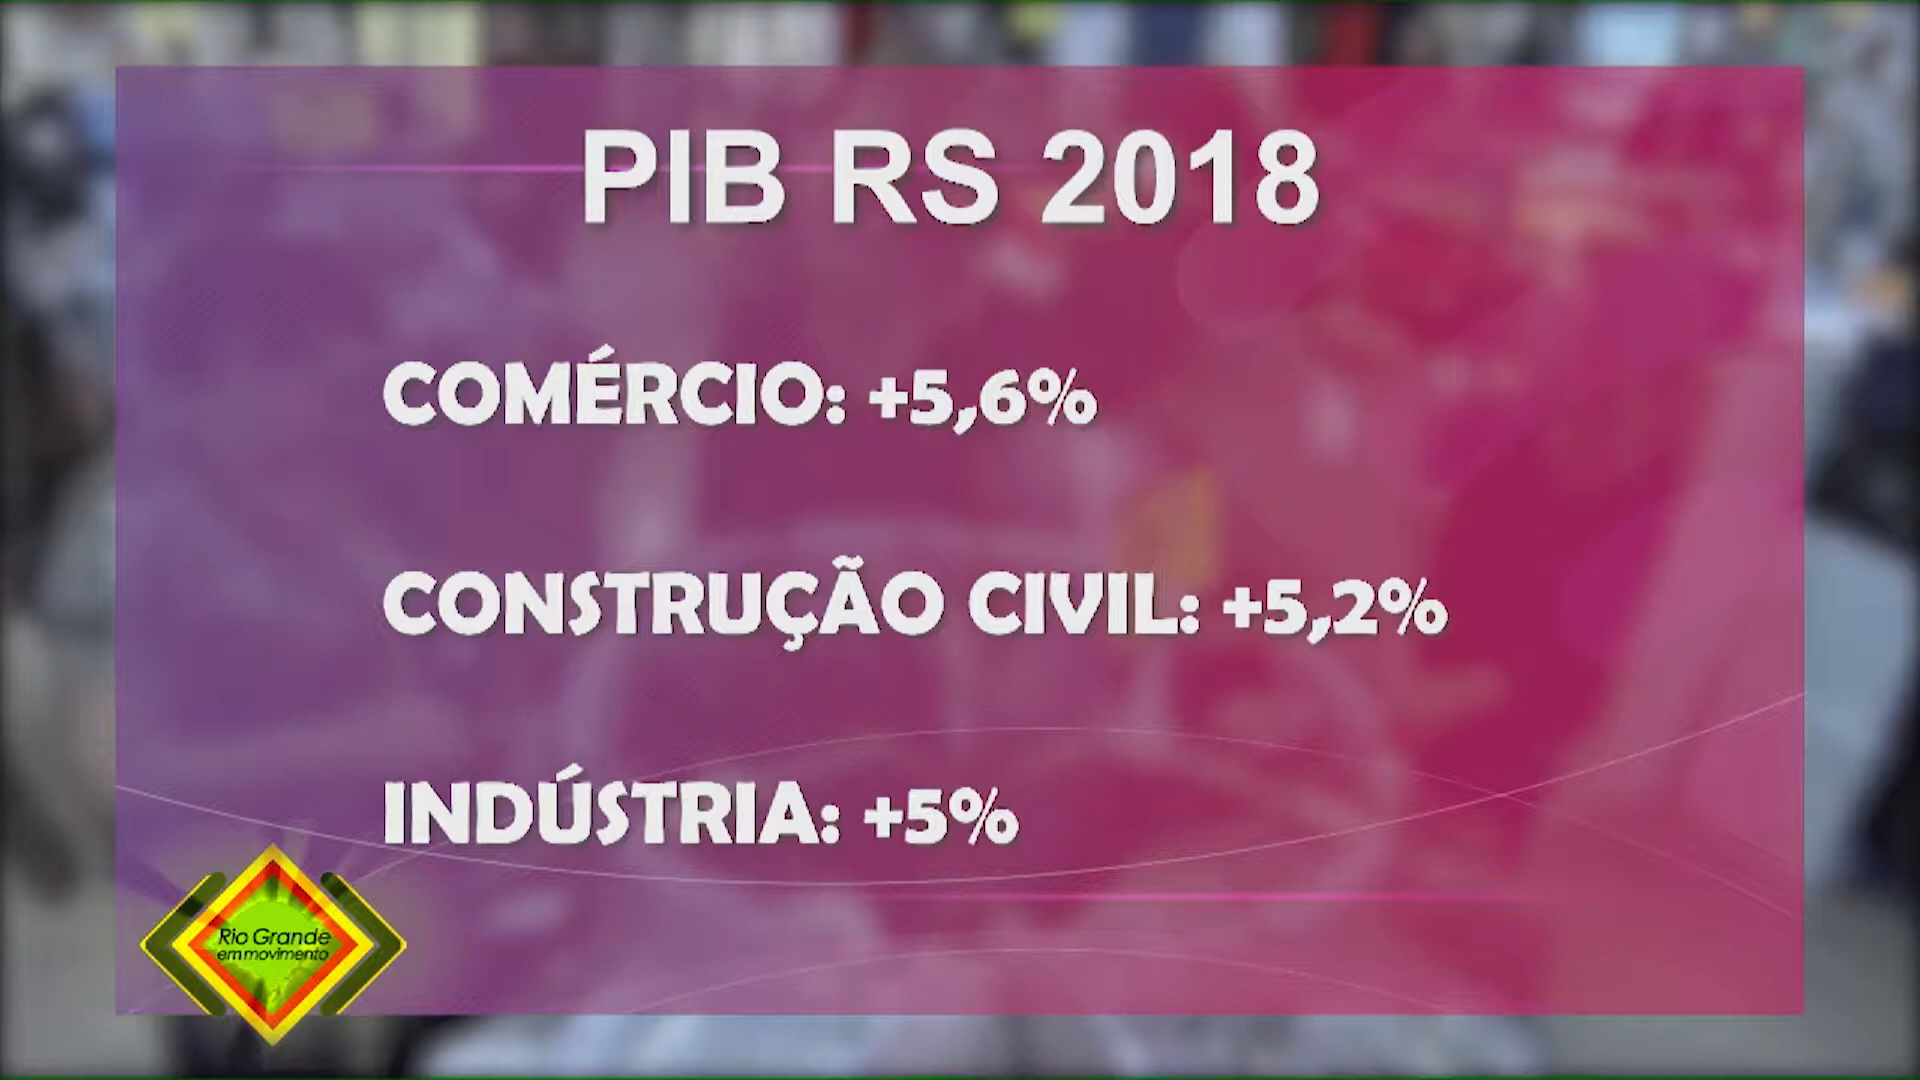 PIB RS 2018
COMÉRCIO: +5,6%
CONSTRUÇÃO CIVIL: +5,2%
INDÚSTRIA: +5%
Rio Grande
em movimento